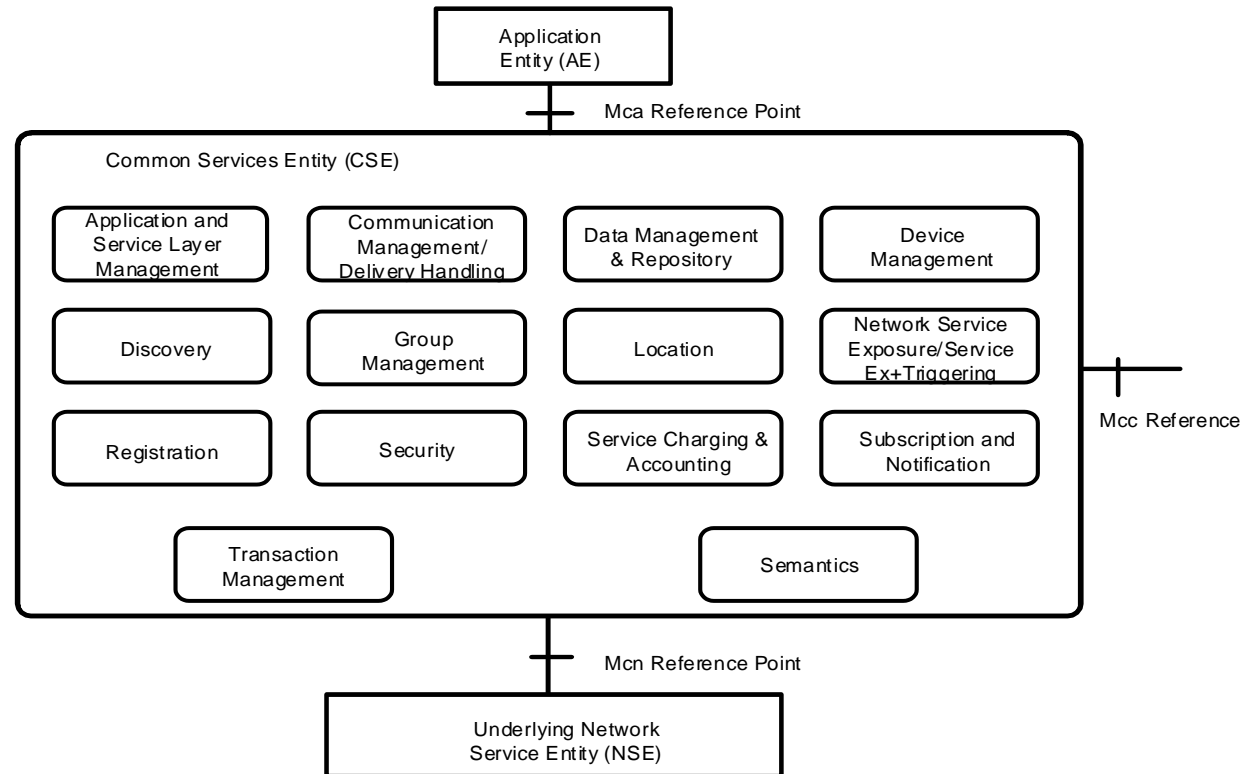 Application
Entity (AE)
Mca Reference Point
Common Services Entity (CSE)
Application and
Service Layer
Management
Communication
Management/
Delivery Handling
Data Management
& Repository
Device
Management
Discovery
Group
Management
Location
Network Service
Exposure/Service
Ex+Triggering
Registration
Security
Service Charging &
Accounting
Subscription and
Notification
Mcc Reference
Transaction
Management
Semantics
Mcn Reference Point
Underlying Network
Service Entity (NSE)